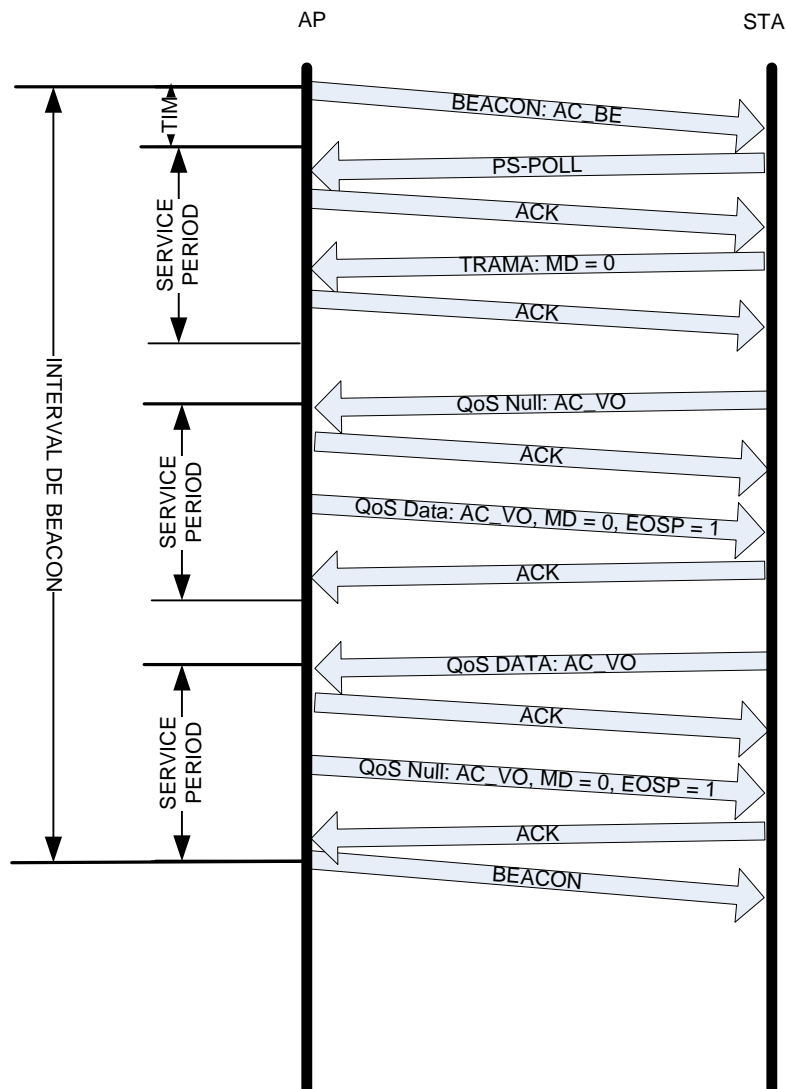 AP
STA
BEACON: AC_BE
TIM
PS-POLL
ACK
SERVICE
PERIOD
TRAMA: MD = 0
ACK
INTERVAL DE BEACON
QoS Null: AC_VO
ACK
SERVICE
PERIOD
QoS Data: AC_VO, MD = 0, EOSP = 1
ACK
QoS DATA: AC_VO
ACK
SERVICE
PERIOD
QoS Null: AC_VO, MD = 0, EOSP = 1
ACK
BEACON